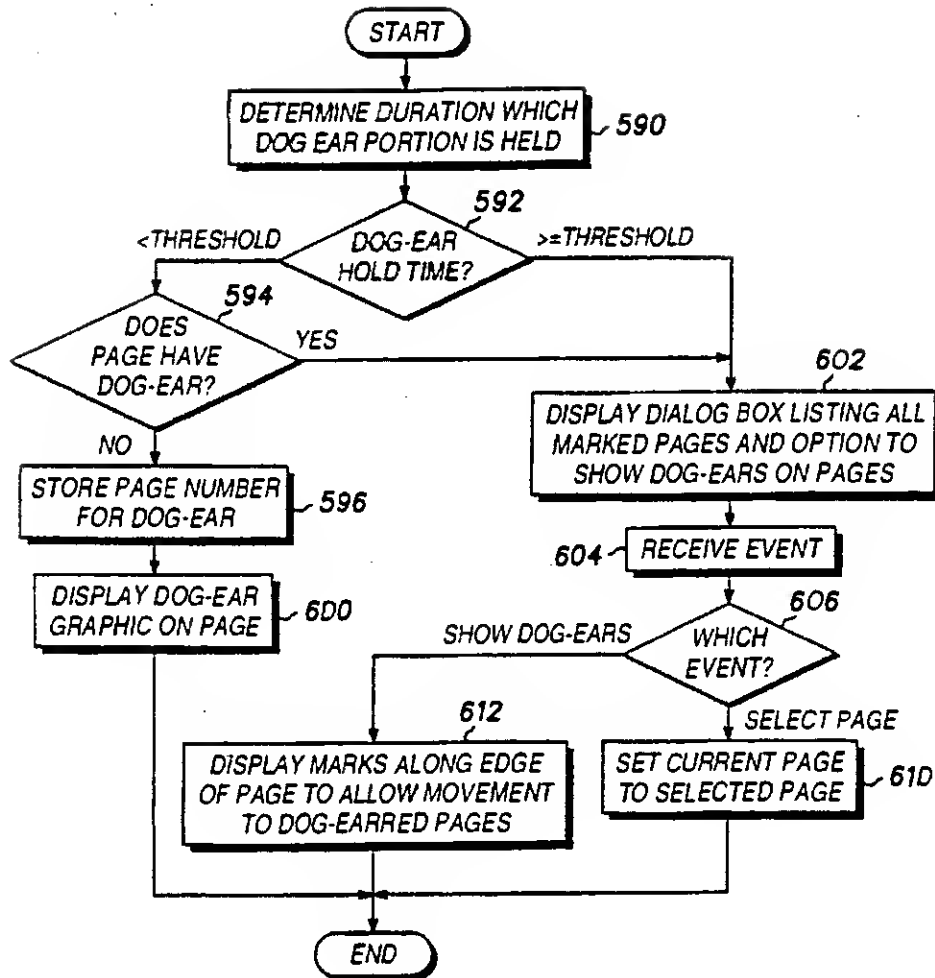 START
DETERMINE DURATION WHICH
DOG EAR PORTION IS HELD
590
592
<THRESHOLD
DOG-EAR
HOLD TIME?
>=THRESHOLD
594
DOES
PAGE HAVE
DOG-EAR?
YES
NO
602
DISPLAY DIALOG BOX LISTING ALL
MARKED PAGES AND OPTION TO
SHOW DOG-EARS ON PAGES
STORE PAGE NUMBER
FOR DOG-EAR
596
604
RECEIVE EVENT
DISPLAY DOG-EAR
GRAPHIC ON PAGE
600
606
SHOW DOG-EARS
WHICH
EVENT?
SELECT PAGE
612
DISPLAY MARKS ALONG EDGE
OF PAGE TO ALLOW MOVEMENT
TO DOG-EARRED PAGES
SET CURRENT PAGE
TO SELECTED PAGE
610
END